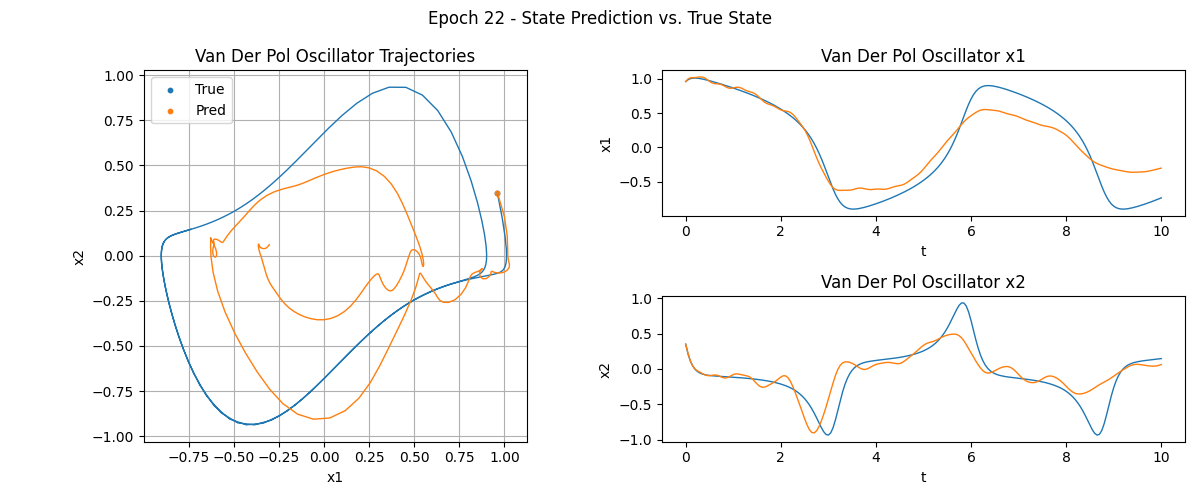 Epoch 22 - State Prediction vs. True State
Van Der Pol Oscillator Trajectories
1.00
0.75
0.50
0.25
0.00
−0.25
−0.50
−0.75
−1.00
x2
True
Pred
−0.75 −0.50 −0.25 0.00 0.25 0.50 0.75 1.00
x1
Van Der Pol Oscillator x1
1.0
0.5
0.0
−0.5
x1
0 2 4 6 8 10
t
Van Der Pol Oscillator x2
1.0
0.5
0.0
−0.5
−1.0
x2
0 2 4 6 8 10
t